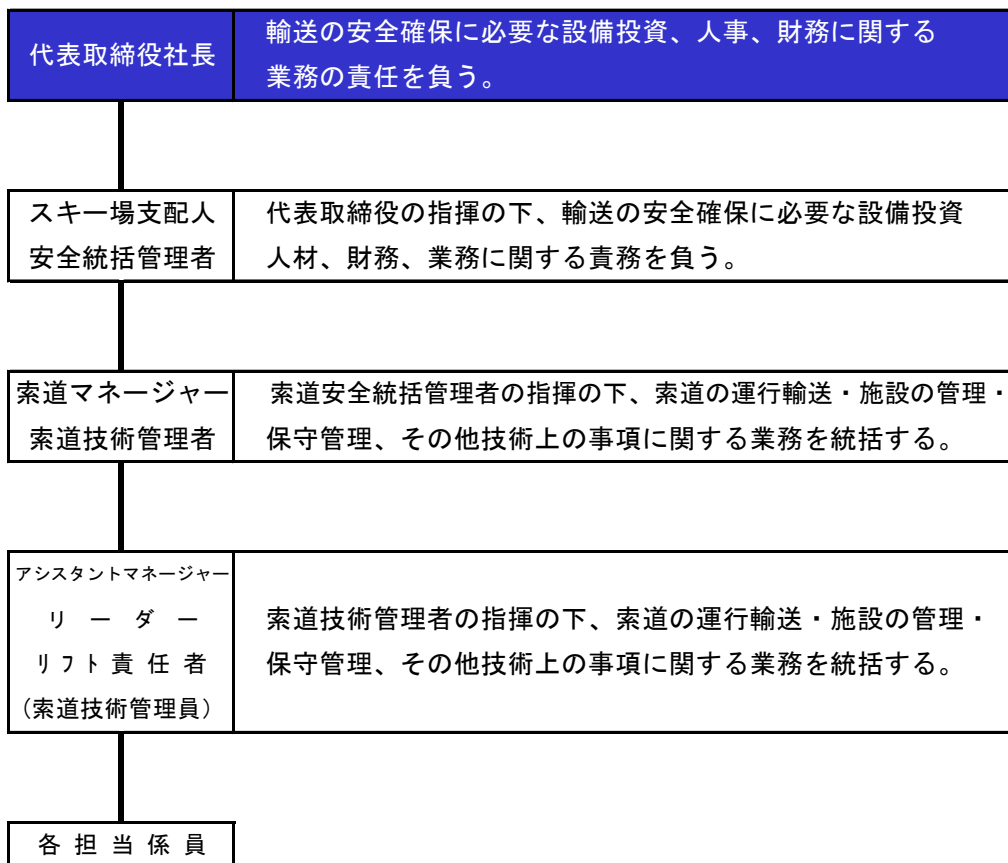 代表取締役社長
輸送の安全確保に必要な設備投資、人事、財務に関する
業務の責任を負う。
スキー場支配人
安全統括管理者
代表取締役の指揮の下、輸送の安全確保に必要な設備投資
人材、財務、業務に関する責務を負う。
索道マネージャー
索道技術管理者
索道安全統括管理者の指揮の下、索道の運行輸送・施設の管理・
保守管理、その他技術上の事項に関する業務を統括する。
アシスタントマネージャー
リーダー
リフト責任者
(索道技術管理員)
索道技術管理者の指揮の下、索道の運行輸送・施設の管理・
保守管理、その他技術上の事項に関する業務を統括する。
各担当係員